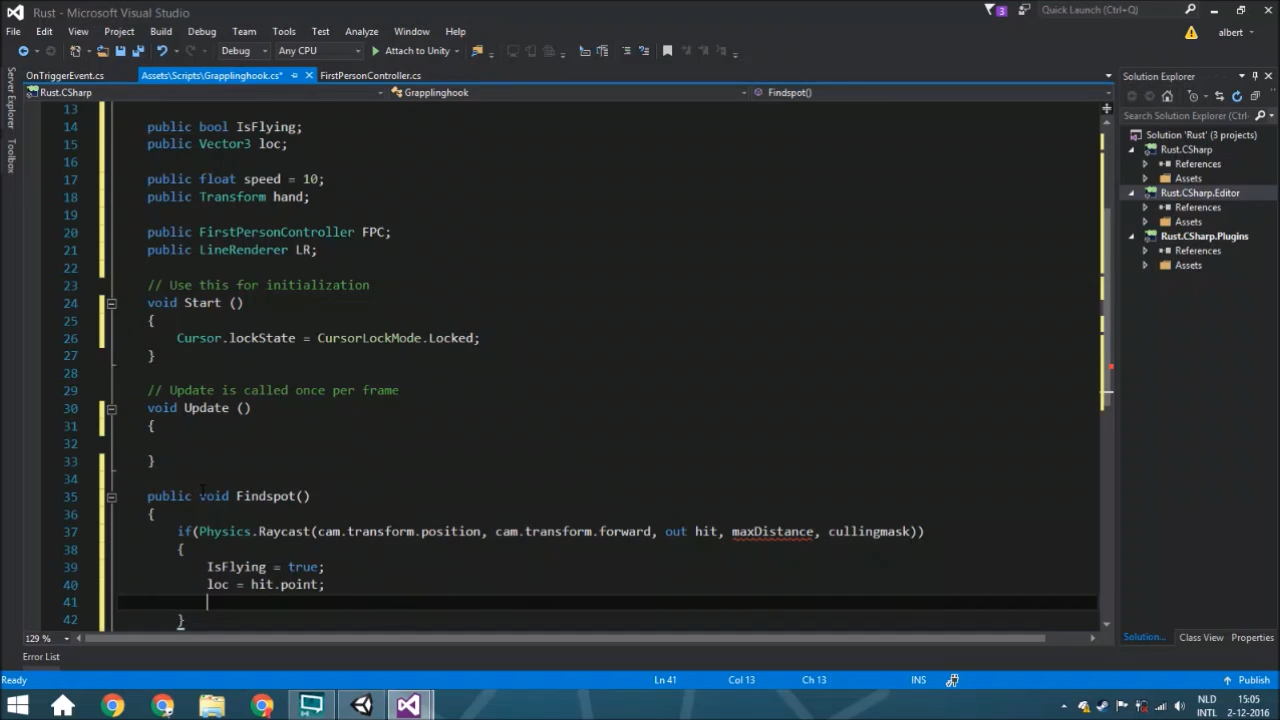 Rust - Microsoft Visual Studio
3
Quick Launch (Ctrl+Q)
File Edit View Project Build Debug Team Tools Test Analyze Window Help
albert
Debug Any CPU Attach to Unity
Server Explorer
Toolbox
OnTriggerEvent.cs Assets\Scripts\Grapplinghook.cs* FirstPersonController.cs
Rust.CSharp Grapplinghook Findspot()
13
14 public bool IsFlying;
15 public Vector3 loc;
16
17 public float speed = 10;
18 public Transform hand;
19
20 public FirstPersonController FPC;
21 public LineRenderer LR;
22
23 // Use this for initialization
24 void Start ()
25 {
26 Cursor.lockState = CursorLockMode.Locked;
27 }
28
29 // Update is called once per frame
30 void Update ()
31 {
32
33 }
34
35 public void Findspot()
36 {
37 if(Physics.Raycast(cam.transform.position, cam.transform.forward, out hit, maxDistance, cullingmask))
38 {
39 IsFlying = true;
40 loc = hit.point;
41
42 }
129 %
Solution Explorer
Search Solution Explorer (Ctrl+
Solution 'Rust' (3 projects)
Rust.CSharp
References
Assets
Rust.CSharp.Editor
References
Assets
Rust.CSharp.Plugins
References
Assets
Solution... Class View Properties
Error List
Ready Ln 41 Col 13 Ch 13 INS Publish
NLD 15:05
INTL 2-12-2016